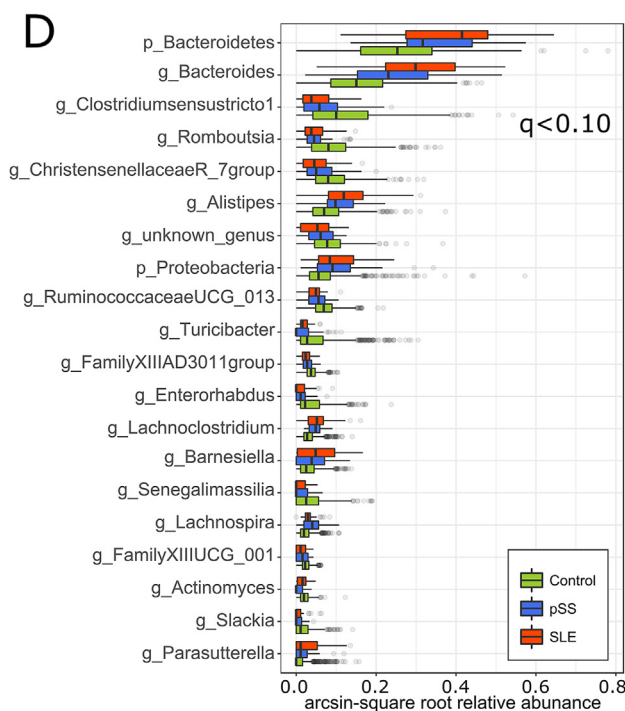 D
p_Bacteroidetes
g_Bacteroides
g_Clostridiumsensustricto1
q<0.10
g_Romboutsia
g_ChristensenellaceaeR_7group
g_Alistipes
g_unknown_genus
p_Proteobacteria
g_RuminococcaceaeUCG_013
g_Turicibacter
g_FamilyXIIIAD3011group
g_Enterorhabdus
g_Lachnoclostridium
g_Barnesiella
g_Senegalimassilia
g_Lachnospira
g_FamilyXIIIUCG_001
g_Actinomyces
g_Slackia
g_Parasutterella
Control
pSS
SLE
0.0 0.2 0.4 0.6 0.8
arcsin-square root relative abunance